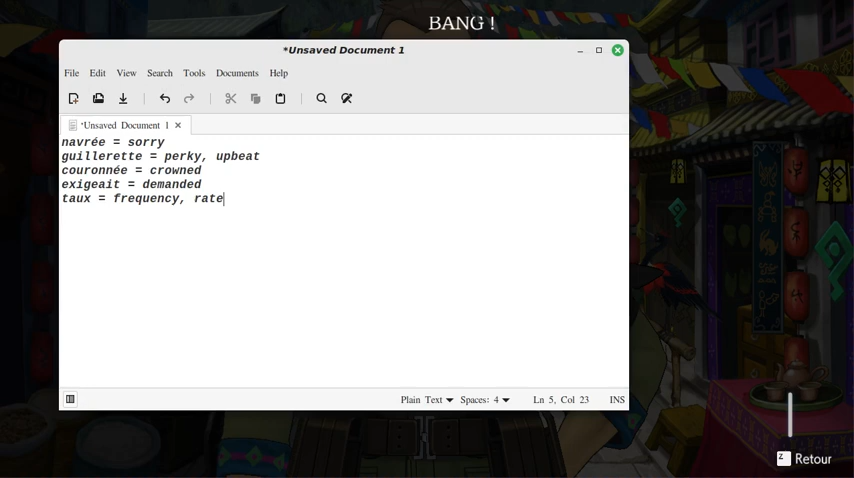 BANG !
*Unsaved Document 1
File Edit View Search Tools Documents Help
*Unsaved Document 1
navrée = sorry
guillerette = perky, upbeat
couronnée = crowned
exigeait = demanded
taux = frequency, rate
Plain Text Spaces: 4 Ln 5, Col 23 INS
Z Retour